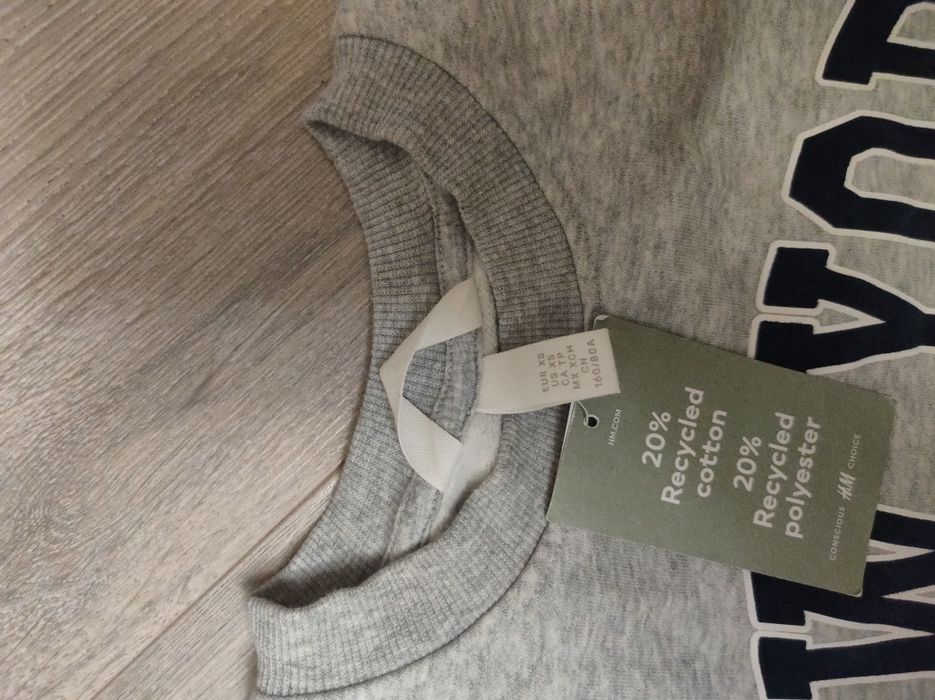 EUR XS
US XS
CA TP
MX XCH
CN
160/80A
HM.COM
20%
Recycled
cotton
20%
Recycled
polyester
CONSCIOUS H&M CHOICE
W YOR